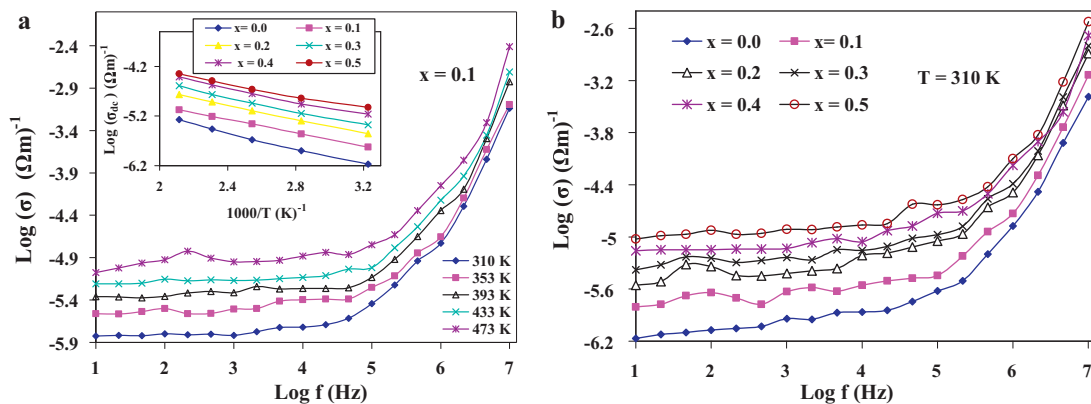 a
x= 0.0 x = 0.1
x = 0.2 x = 0.3
x = 0.4 x = 0.5
-4.2
-5.2
-6.2
Log (σdc) (Ωm)-1
2 2.4 2.8 3.2
1000/T (K)-1
x = 0.1
-2.4
-2.9
-3.4
-3.9
-4.4
-4.9
-5.4
-5.9
Log (σ) (Ωm)-1
310 K
353 K
393 K
433 K
473 K
1 2 3 4 5 6 7
Log f (Hz)
b
x = 0.0 x= 0.1
x = 0.2 x = 0.3
x = 0.4 x = 0.5
T = 310 K
-2.6
-3.2
-3.8
-4.4
-5
-5.6
-6.2
Log (σ) (Ωm)-1
1 2 3 4 5 6 7
Log f (Hz)